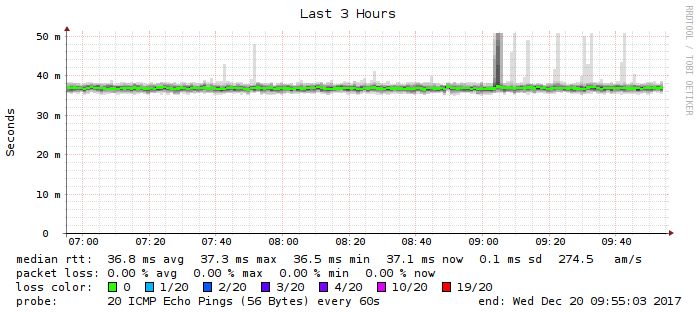 Last 3 Hours
RRDTOOL / TOBI OETIKER
Seconds
50 m
40 m
30 m
20 m
10 m
0
07:00 07:20 07:40 08:00 08:20 08:40 09:00 09:20 09:40
median rtt: 36.8 ms avg 37.3 ms max 36.5 ms min 37.1 ms now 0.1 ms sd 274.5 am/s
packet loss: 0.00 % avg 0.00 % max 0.00 % min 0.00 % now
loss color: 0 1/20 2/20 3/20 4/20 10/20 19/20
probe: 20 ICMP Echo Pings (56 Bytes) every 60s end: Wed Dec 20 09:55:03 2017